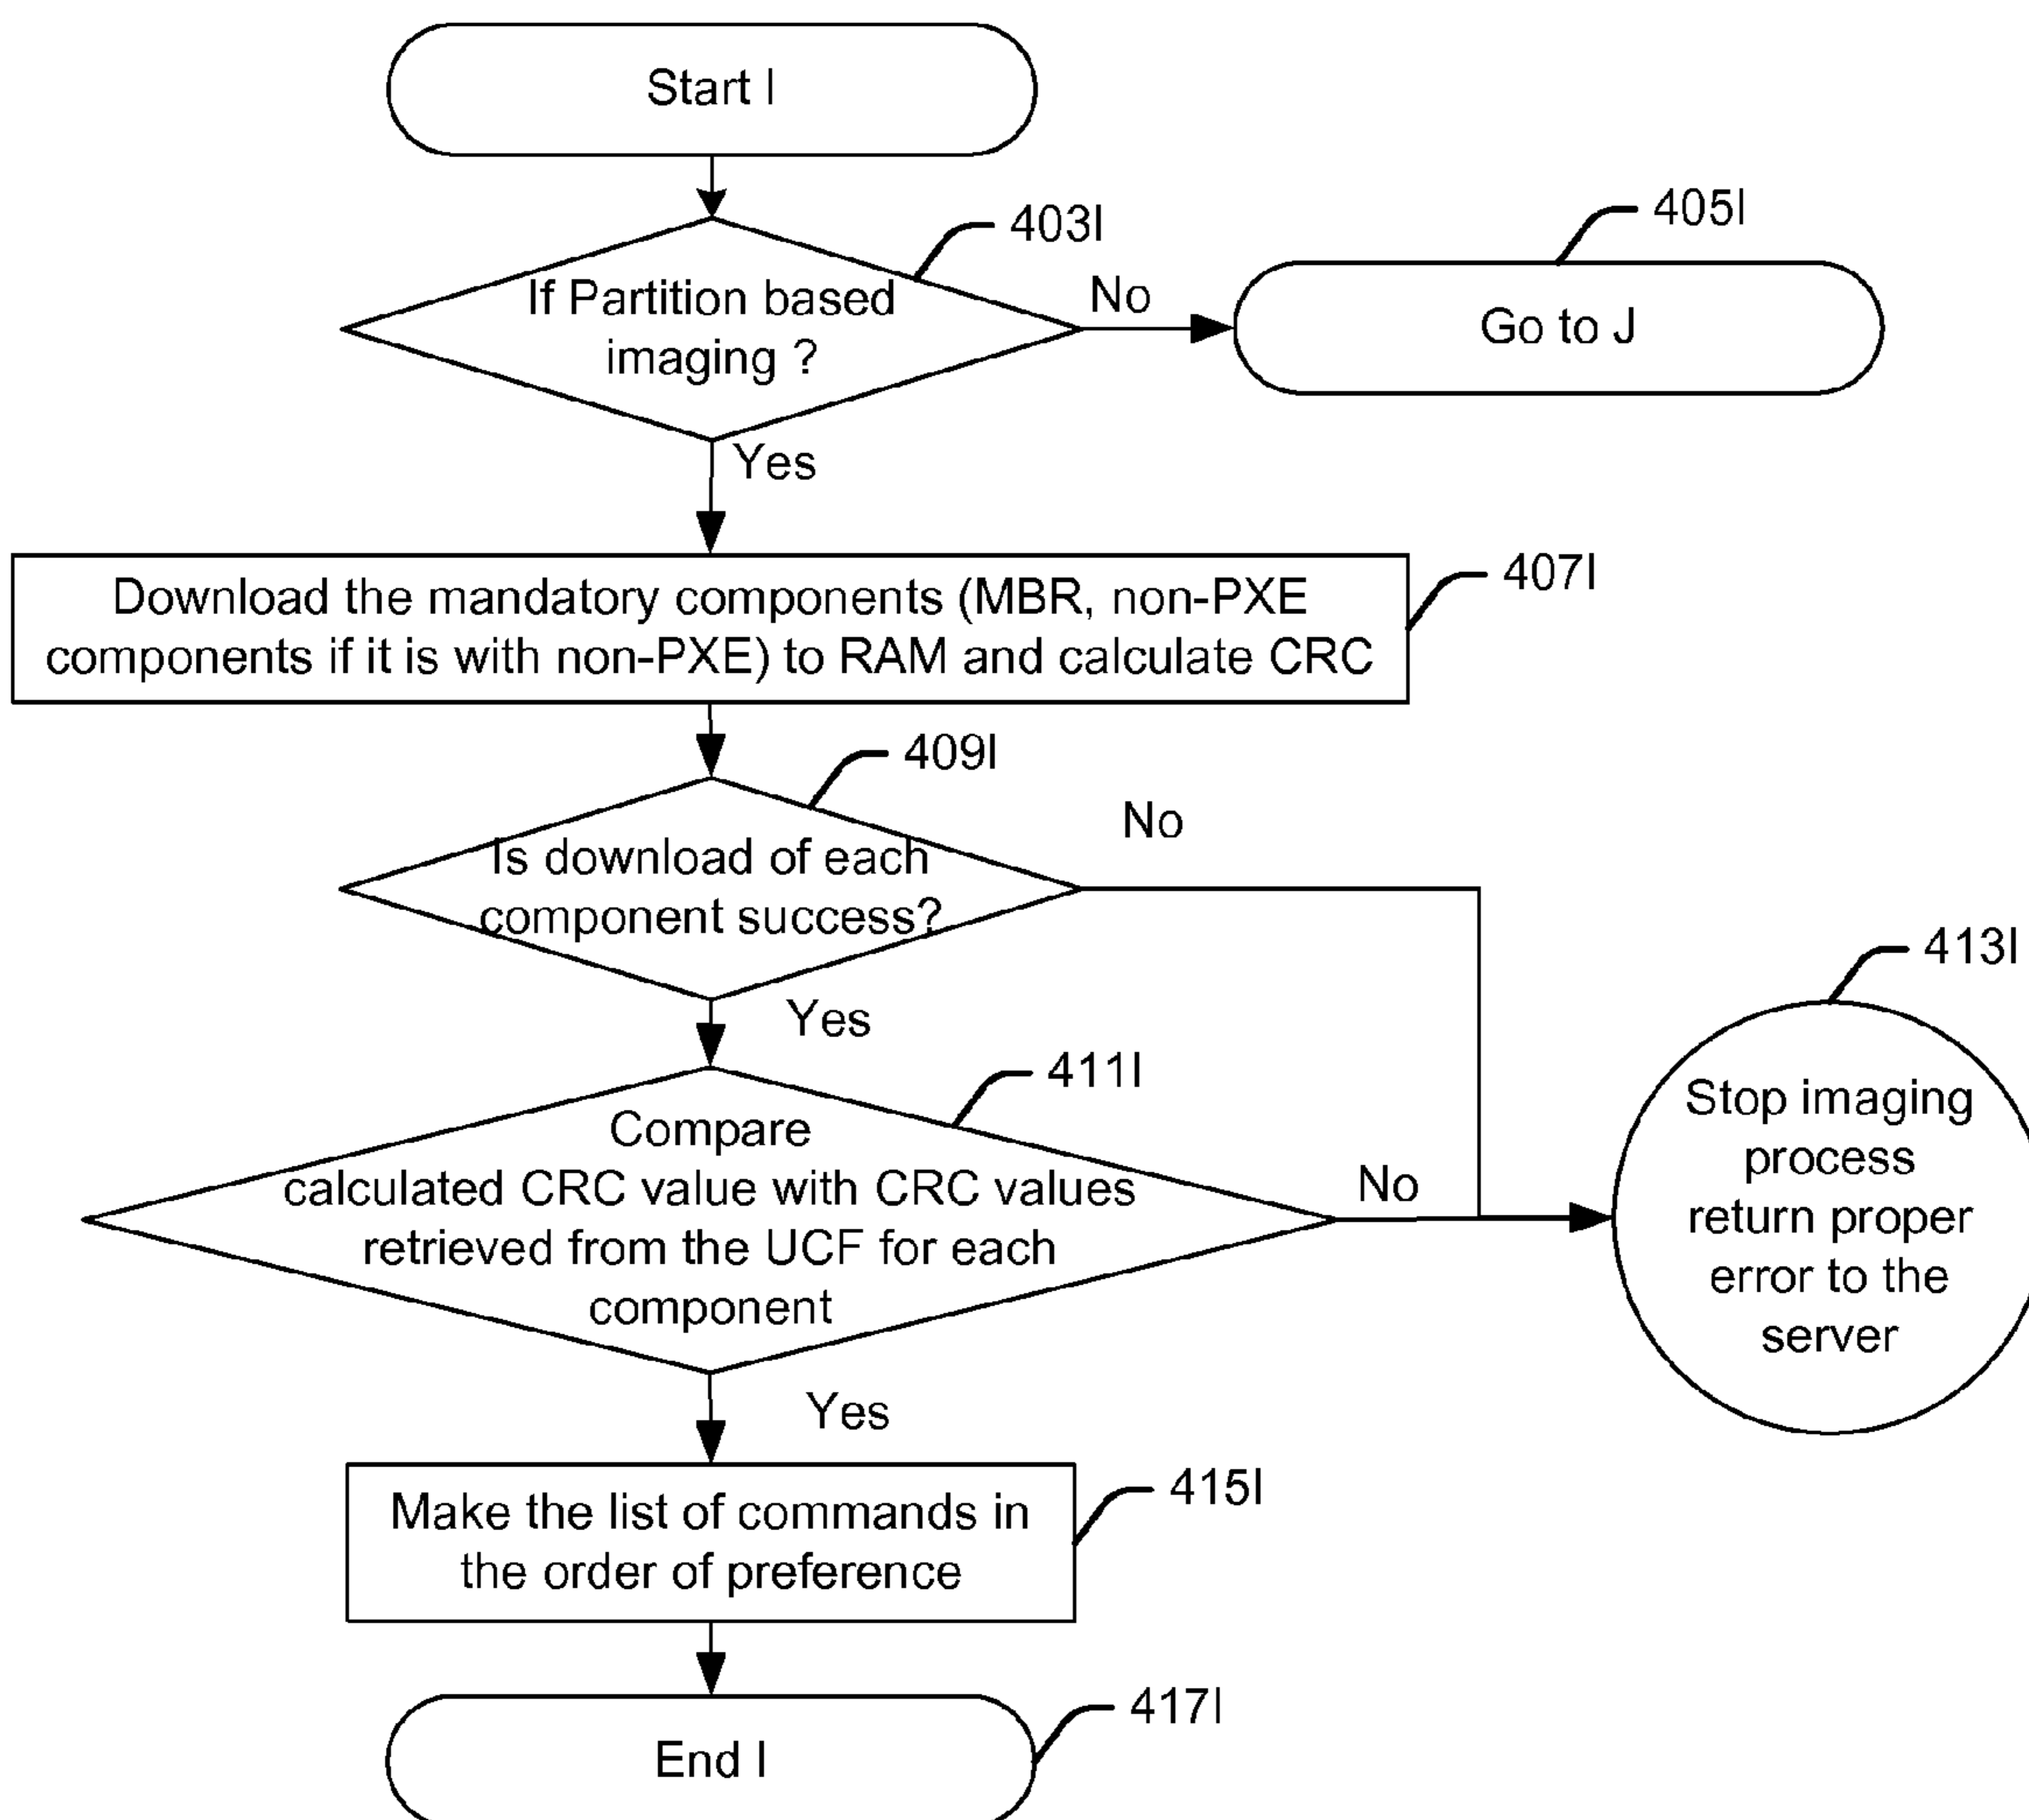 Start I
403I
If Partition based
imaging ?
No
405I
Go to J
Yes
407I
Download the mandatory components (MBR, non-PXE
components if it is with non-PXE) to RAM and calculate CRC
409I
Is download of each
component success?
No
Yes
411I
Compare
calculated CRC value with CRC values
retrieved from the UCF for each
component
No
413I
Stop imaging
process
return proper
error to the
server
Yes
415I
Make the list of commands in
the order of preference
417I
End I